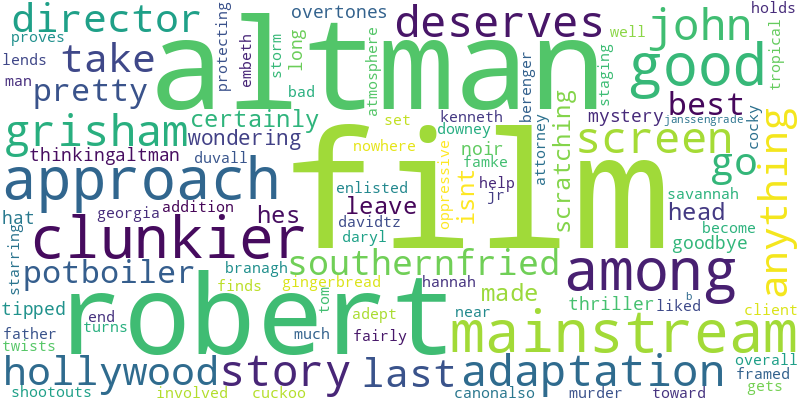 director
proves
lends
man
take
pretty
altman
overtones
holds
protecting
embeth
storm
long
bad
atmosphere
deserves
well
staging
john
good
tropical
grisham
certainly
wondering
thinkingaltman
duvall
set
nowhere
kenneth
downey
noir
famke
berenger
attorney
mystery
best
janssengrade
cocky
screen
scratching
go
anything
approach
film
enlisted
oppressive
isnt
help
jr
savannah
hat
georgia
addition
hes
leave
davidtz
daryl
head
become
goodbye
clunkier
starring
potboiler
branagh
finds
southernfried
gingerbread
hannah
among
tipped
robert
tom
made
thriller
liked
b
client
father
turns
twists
end
much
adept
fairly
near
mainstream
hollywood
story
last
adaptation
overall
framed
gets
shootouts
involved
cuckoo
canonalso
murder
toward